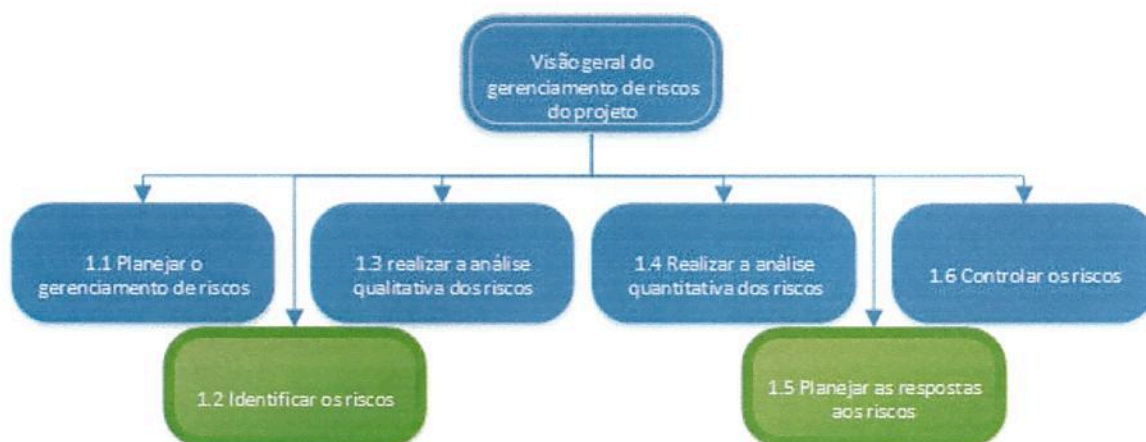 Visão geral do
gerenciamento de riscos
do projeto
1.1 Planejar o
gerenciamento de riscos
1.3 realizar a análise
qualitativa dos riscos
1.4 Realizar a análise
quantitativa dos riscos
1.6 Controlar os riscos
1.2 Identificar os riscos
1.5 Planejar as respostas
aos riscos